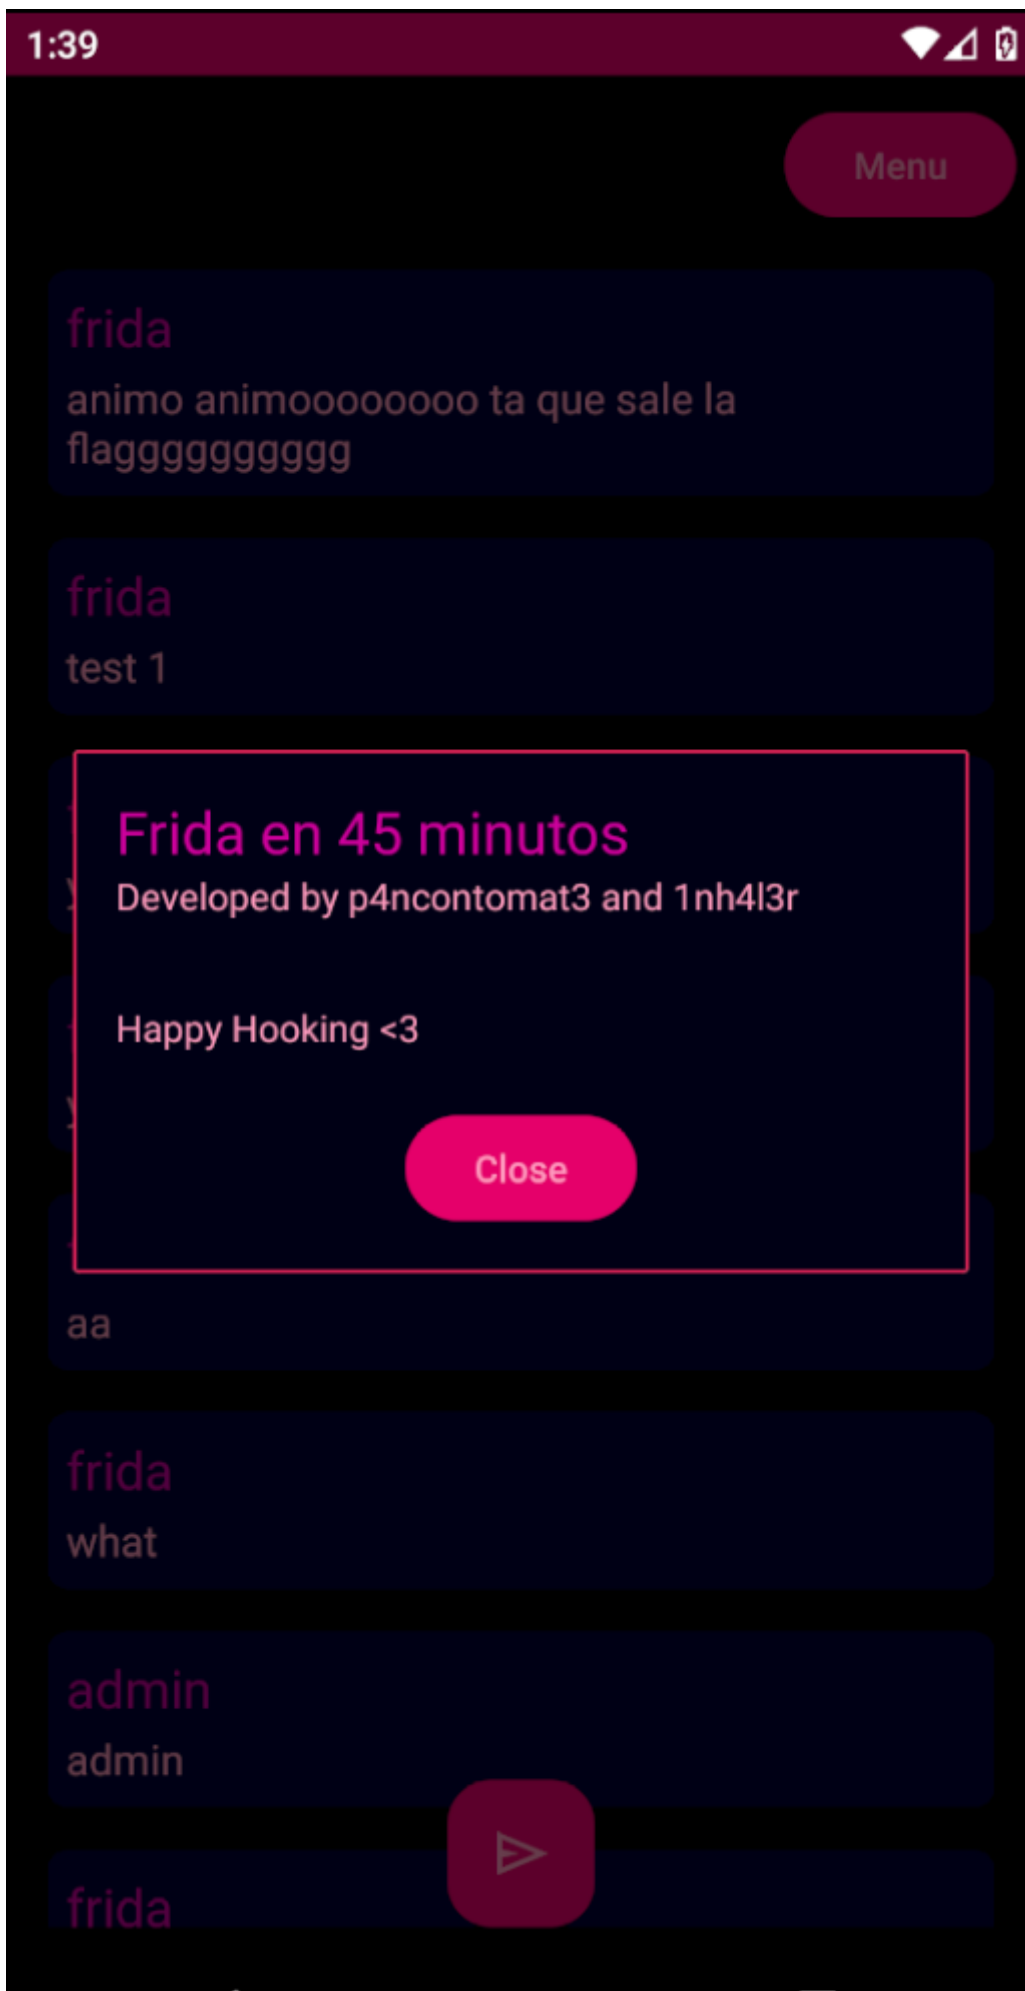 1:39
Menu
frida
animo animoooooooo ta que sale la
flaggggggggggg
frida
test 1
Frida en 45 minutos
Developed by p4ncontomat3 and 1nh4l3r
Happy Hooking <3
Close
aa
frida
what
admin
admin
frida